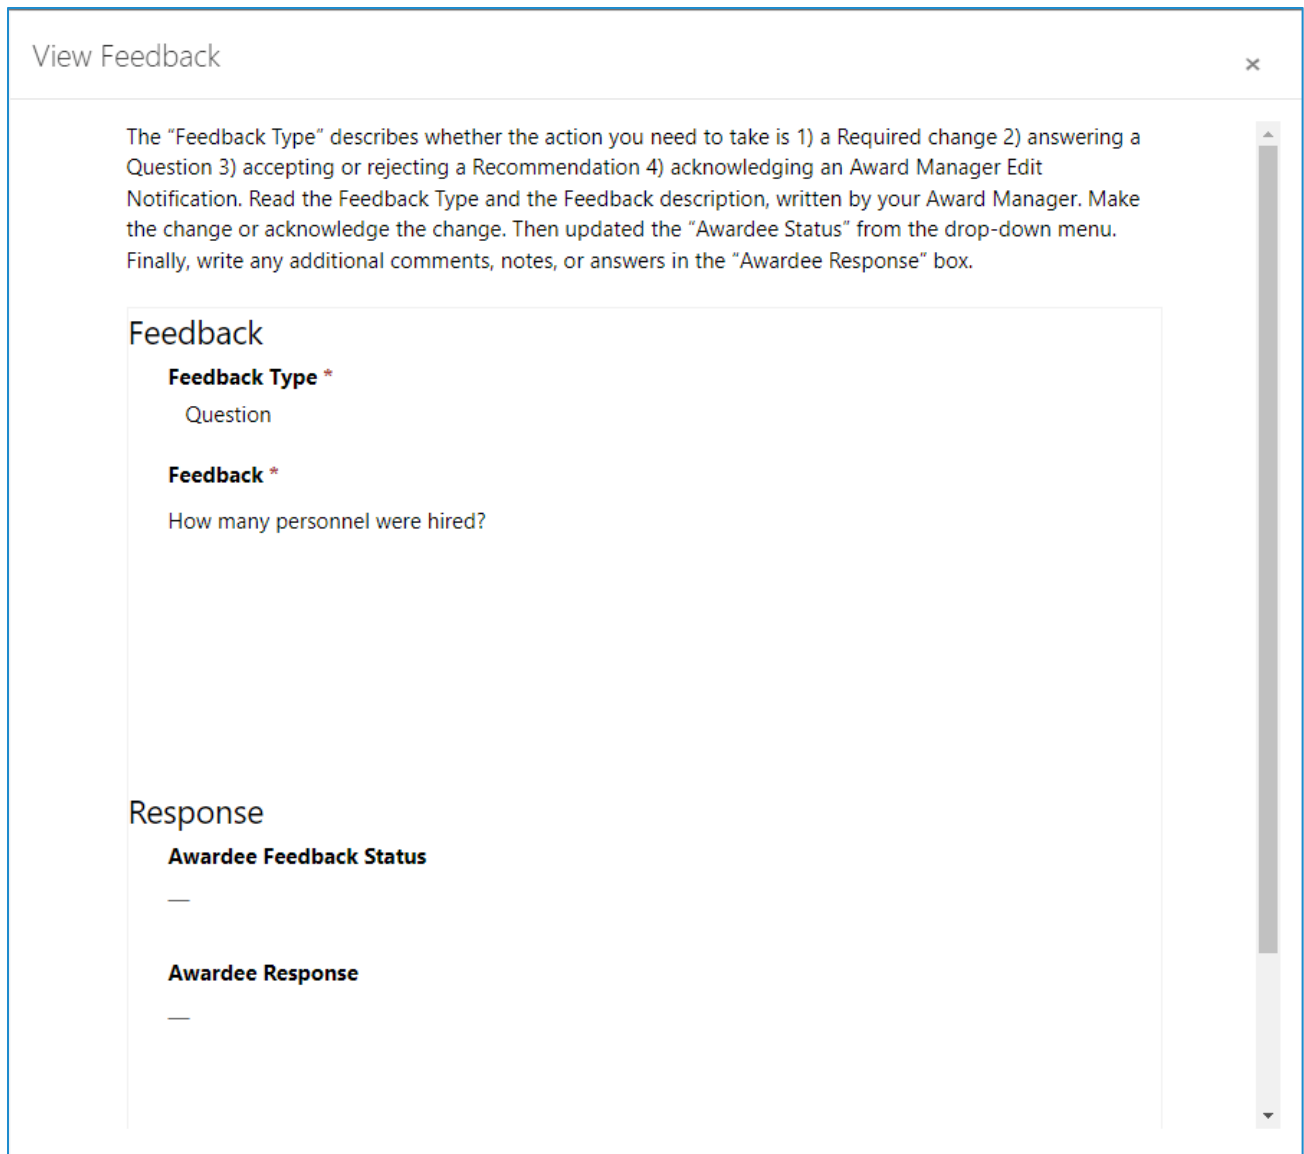 View Feedback
×
The “Feedback Type” describes whether the action you need to take is 1) a Required change 2) answering a
Question 3) accepting or rejecting a Recommendation 4) acknowledging an Award Manager Edit
Notification. Read the Feedback Type and the Feedback description, written by your Award Manager. Make
the change or acknowledge the change. Then updated the “Awardee Status” from the drop-down menu.
Finally, write any additional comments, notes, or answers in the “Awardee Response” box.
Feedback
Feedback Type *
Question
Feedback *
How many personnel were hired?
Response
Awardee Feedback Status
—
Awardee Response
—